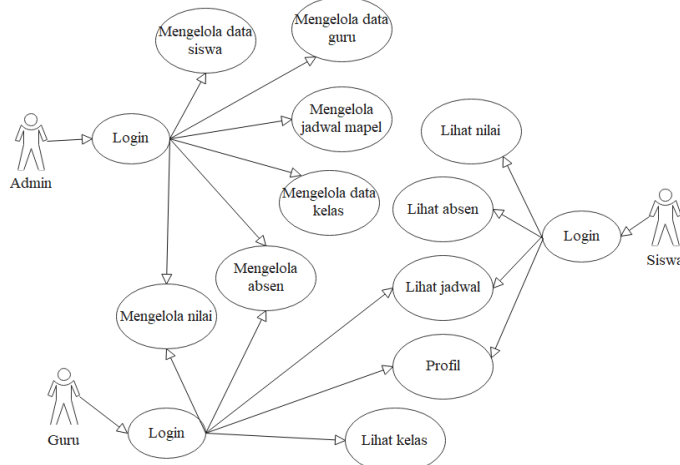 Mengelola data
siswa
Mengelola data
guru
Mengelola
jadwal mapel
Login
Admin
Lihat nilai
Mengelola data
kelas
Lihat absen
Login
Siswa
Mengelola
absen
Lihat jadwal
Mengelola nilai
Profil
Guru
Login
Lihat kelas